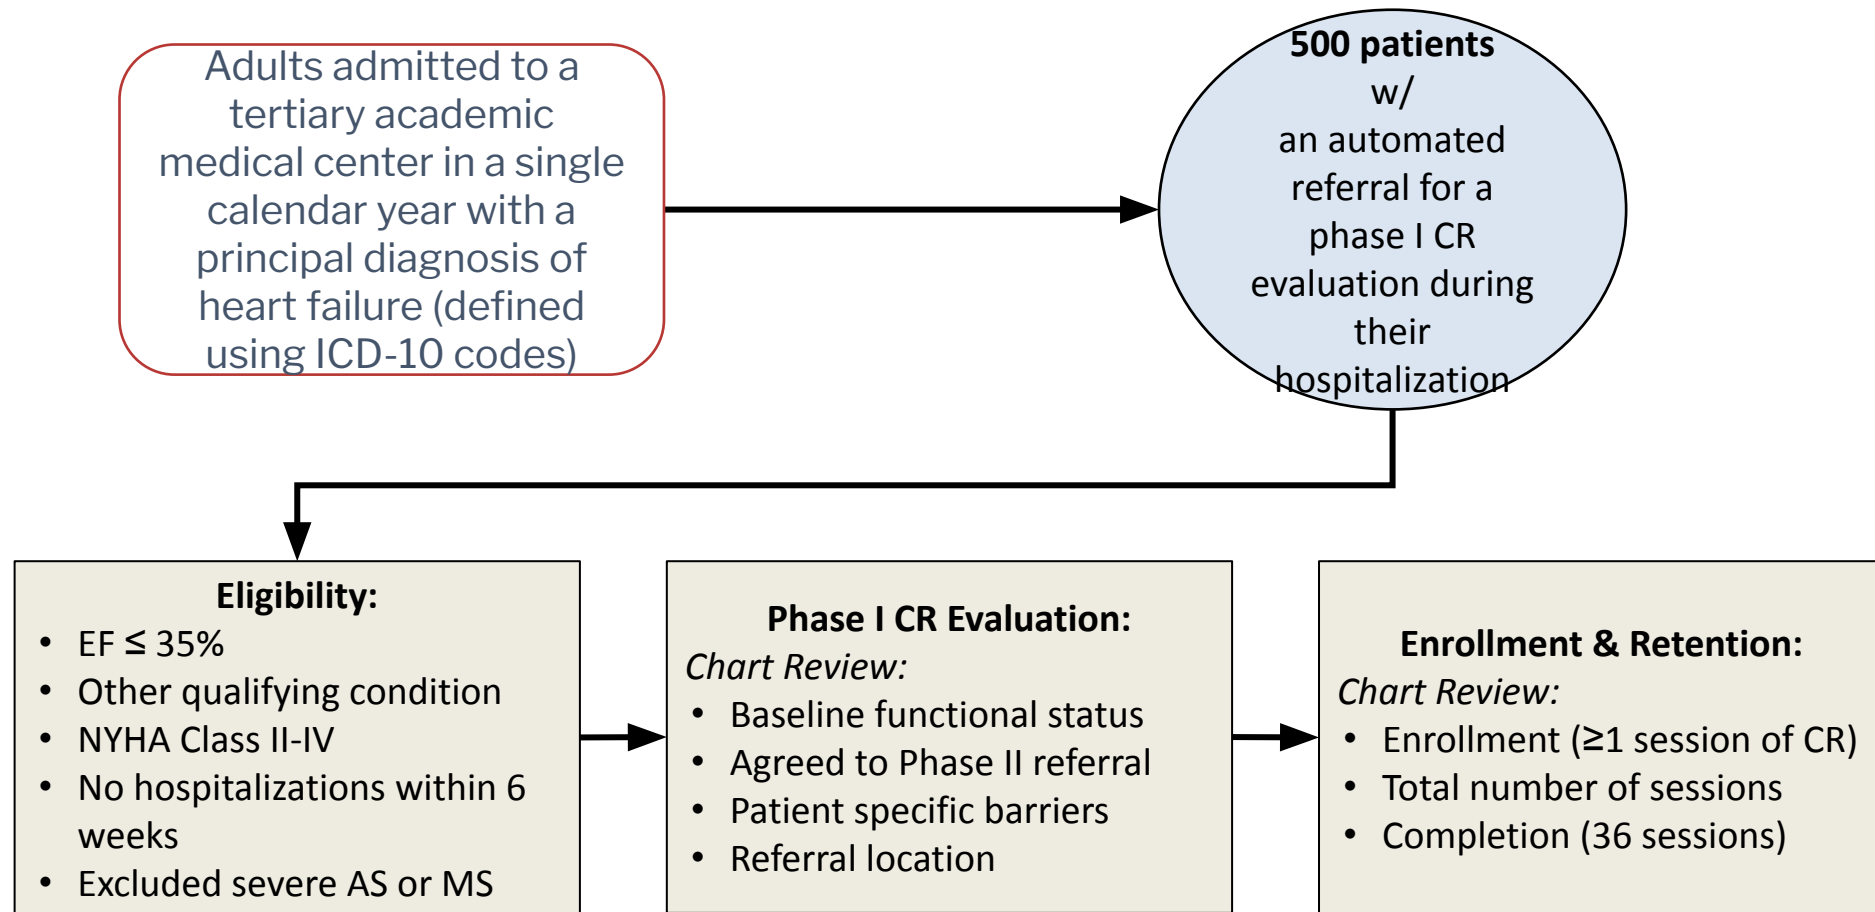 Adults admitted to a
tertiary academic
medical center in a single
calendar year with a
principal diagnosis of
heart failure (defined
using ICD-10 codes)
500 patients
w/
an automated
referral for a
phase I CR
evaluation during
their
hospitalization
Eligibility:
• EF ≤ 35%
• Other qualifying condition
• NYHA Class II-IV
• No hospitalizations within 6
weeks
• Excluded severe AS or MS
Phase I CR Evaluation:
Chart Review:
• Baseline functional status
• Agreed to Phase II referral
• Patient specific barriers
• Referral location
Enrollment & Retention:
Chart Review:
• Enrollment (≥1 session of CR)
• Total number of sessions
• Completion (36 sessions)